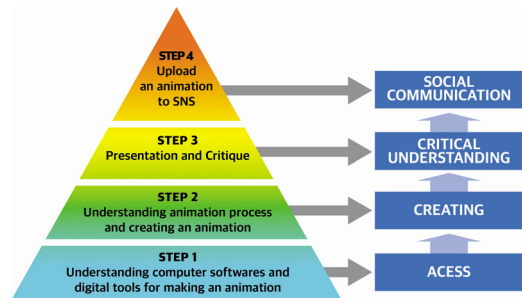 STEP 4
Upload
an animation
to SNS
SOCIAL
COMMUNICATION
STEP 3
Presentation and Critique
CRITICAL
UNDERSTANDING
STEP 2
Understanding animation process
and creating an animation
CREATING
STEP 1
Understanding computer softwares and
digital tools for making an animation
ACESS